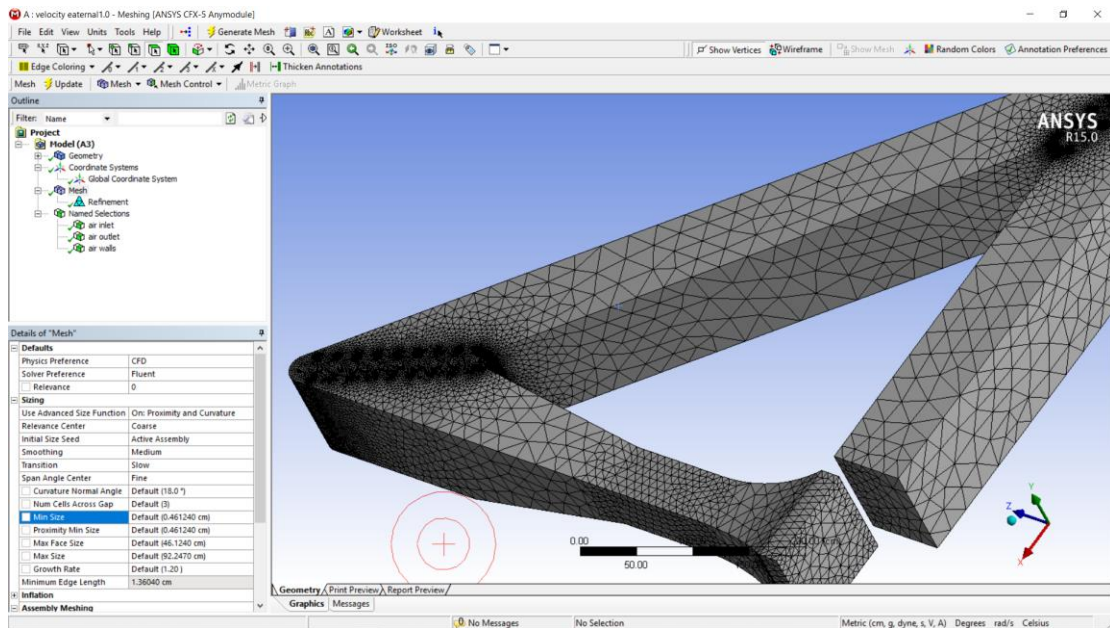 A : velocity eaternal1.0 - Meshing [ANSYS CFX-5 Anymodule]
File Edit View Units Tools Help Generate Mesh A Worksheet
Show Vertices Wireframe Show Mesh Random Colors Annotation Preferences
Edge Coloring Thicken Annotations
Mesh Update Mesh Mesh Control Metric Graph
Outline
Filter: Name
Project
Model (A3)
Geometry
Coordinate Systems
Global Coordinate System
Mesh
Refinement
Named Selections
air inlet
air outlet
air walls
Details of "Mesh"
Defaults
Physics Preference CFD
Solver Preference Fluent
Relevance 0
Sizing
Use Advanced Size Function On: Proximity and Curvature
Relevance Center Coarse
Initial Size Seed Active Assembly
Smoothing Medium
Transition Slow
Span Angle Center Fine
Curvature Normal Angle Default (18.0 °)
Num Cells Across Gap Default (3)
Min Size Default (0.461240 cm)
Proximity Min Size Default (0.461240 cm)
Max Face Size Default (46.1240 cm)
Max Size Default (92.2470 cm)
Growth Rate Default (1.20 )
Minimum Edge Length 1.36040 cm
Inflation
Assembly Meshing
ANSYS
R15.0
0.00
50.00
Y
Z
X
Geometry Print Preview Report Preview
Graphics Messages
0 No Messages No Selection Metric (cm, g, dyne, s, V, A) Degrees rad/s Celsius